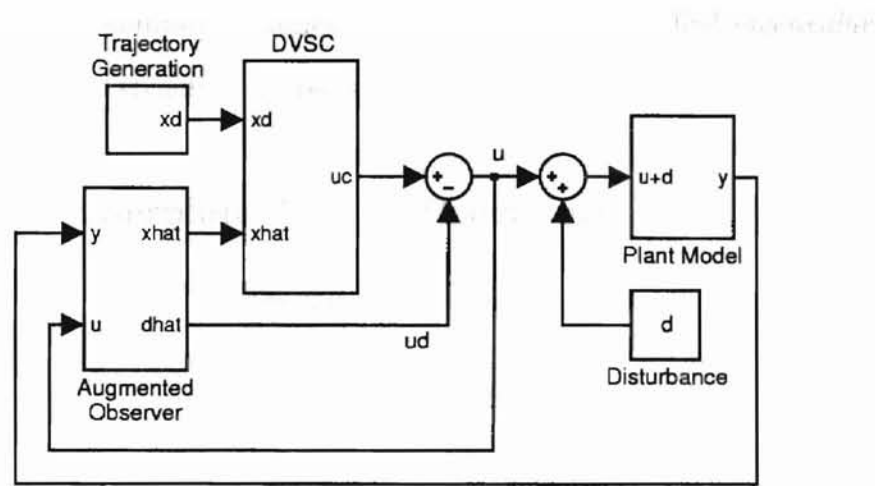 Trajectory
Generation
DVSC
xd
xd
uc
xhat
y
xhat
u
dhat
Augmented
Observer
+
−
u
ud
+
+
u+d
y
Plant Model
d
Disturbance